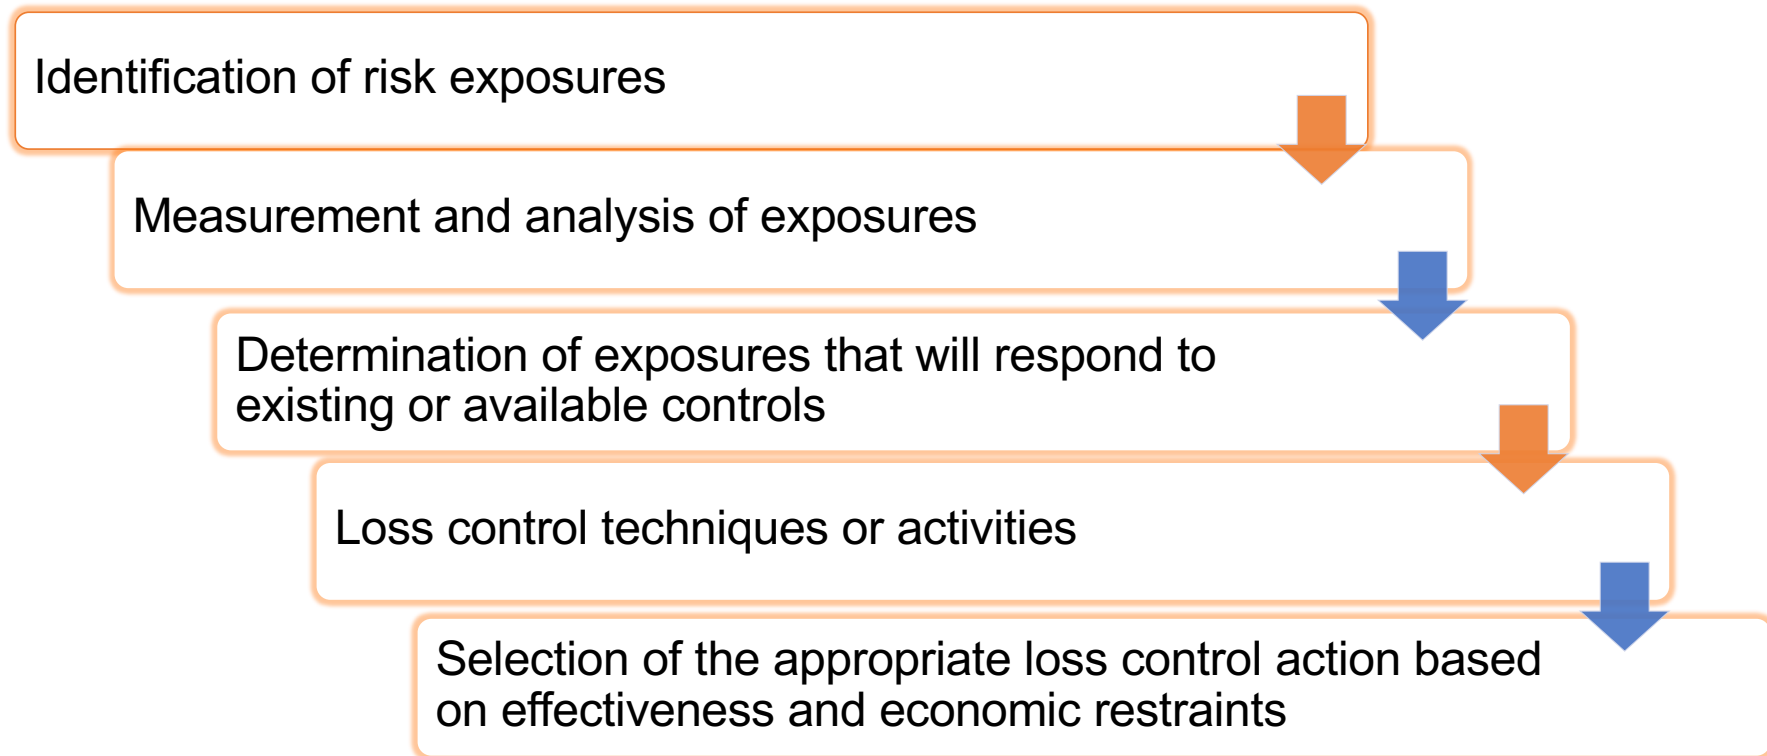 Identification of risk exposures
Measurement and analysis of exposures
Determination of exposures that will respond to
existing or available controls
Loss control techniques or activities
Selection of the appropriate loss control action based
on effectiveness and economic restraints